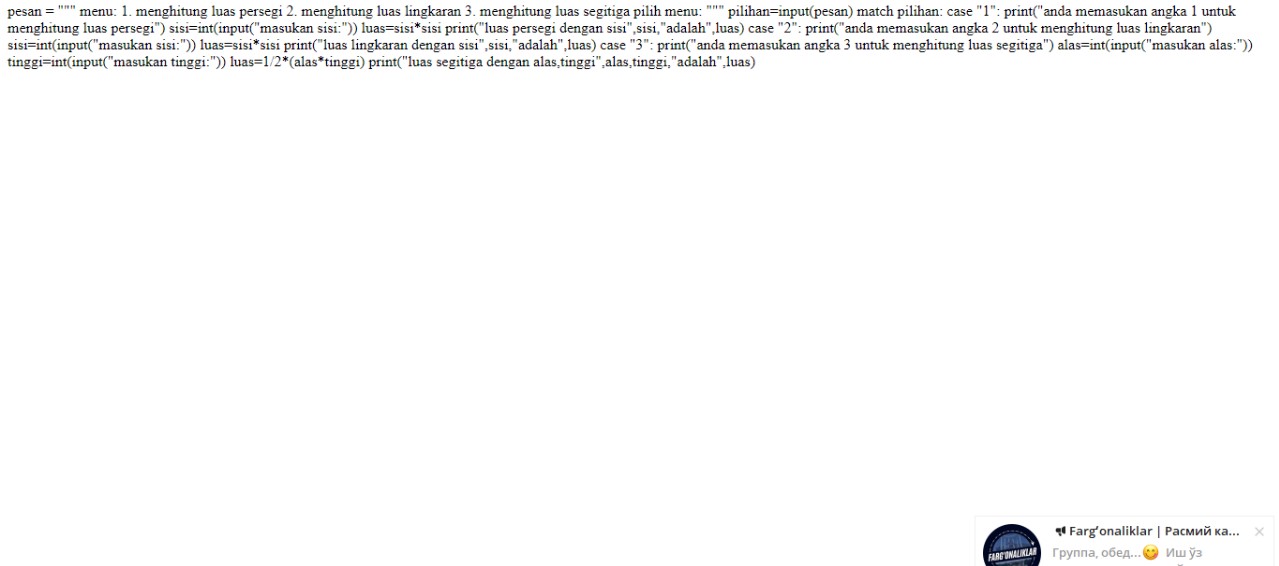 pesan = """ menu: 1. menghitung luas persegi 2. menghitung luas lingkaran 3. menghitung luas segitiga pilih menu: """ pilihan=input(pesan) match pilihan: case "1": print("anda memasukan angka 1 untuk
menghitung luas persegi") sisi=int(input("masukan sisi:")) luas=sisi*sisi print("luas persegi dengan sisi",sisi,"adalah",luas) case "2": print("anda memasukan angka 2 untuk menghitung luas lingkaran")
sisi=int(input("masukan sisi:")) luas=sisi*sisi print("luas lingkaran dengan sisi",sisi,"adalah",luas) case "3": print("anda memasukan angka 3 untuk menghitung luas segitiga") alas=int(input("masukan alas:"))
tinggi=int(input("masukan tinggi:")) luas=1/2*(alas*tinggi) print("luas segitiga dengan alas,tinggi",alas,tinggi,"adalah",luas)
Fargʻonaliklar | Расмий ка...
FARG'ONALIKLAR
Группа, обед...😋 Иш ўз